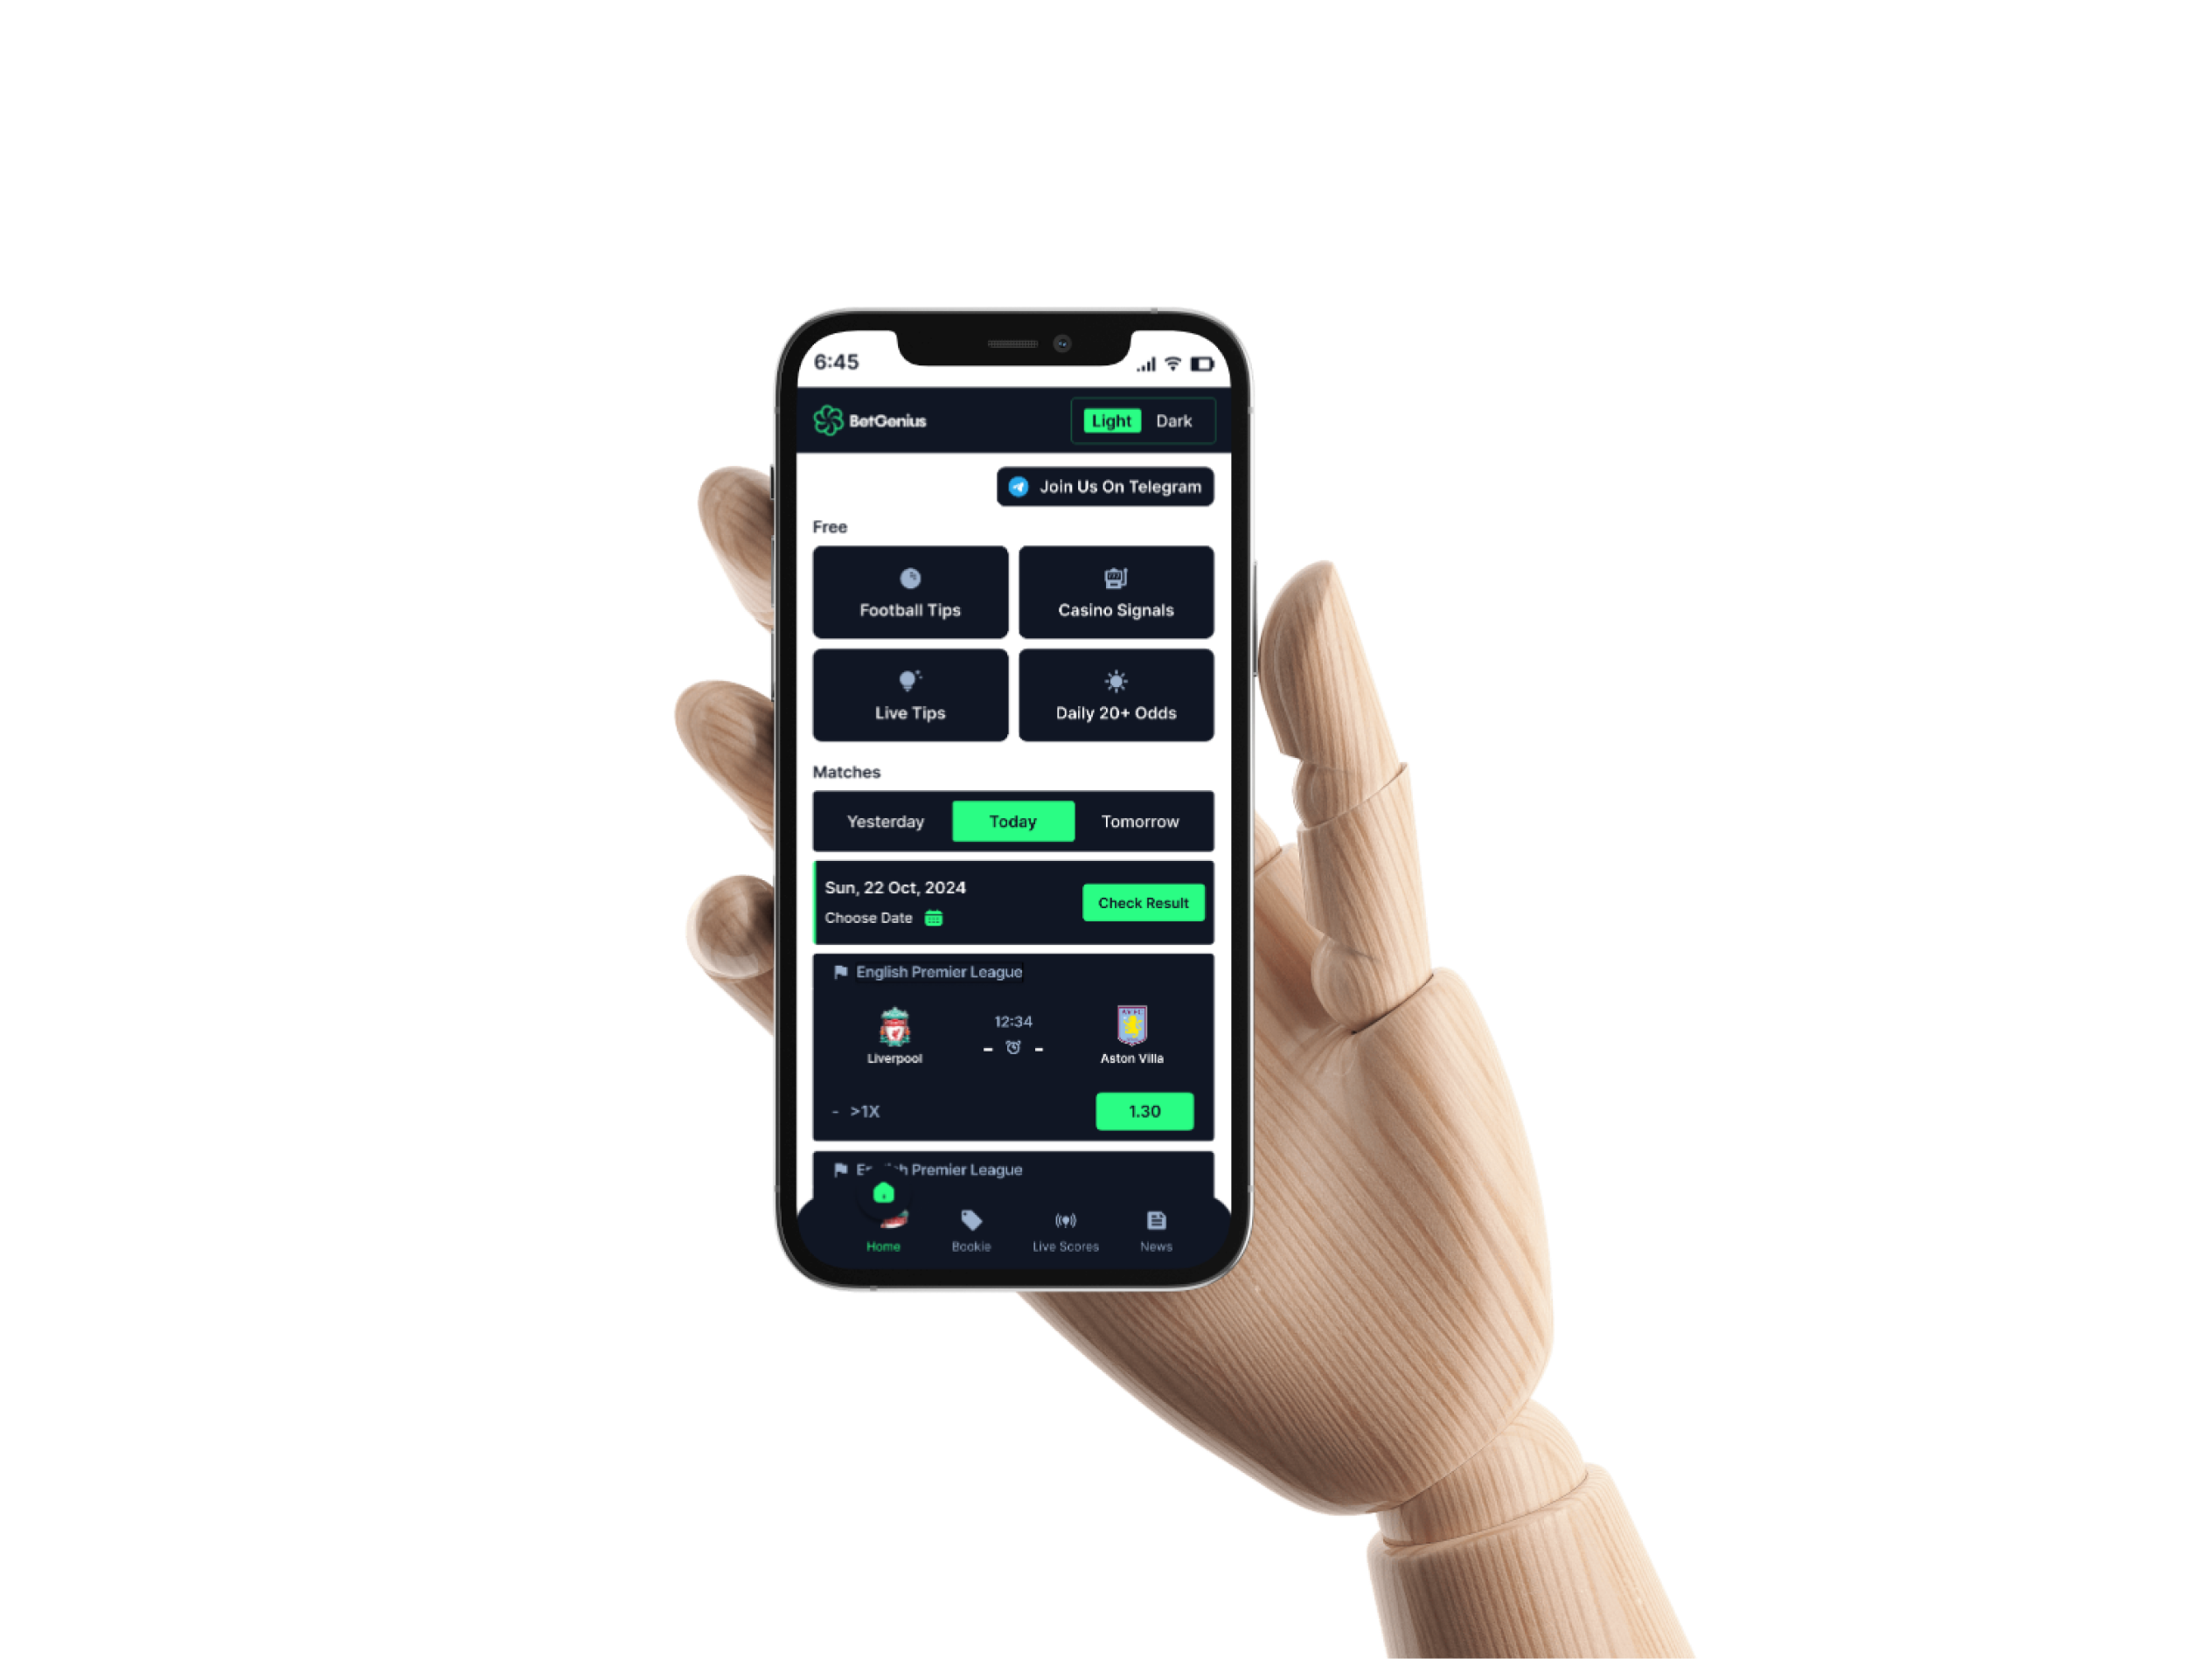 6:45
BetGenius
Light Dark
Join Us On Telegram
Free
Football Tips
Casino Signals
Live Tips
Daily 20+ Odds
Matches
Yesterday Today Tomorrow
Sun, 22 Oct, 2024
Choose Date
Check Result
English Premier League
12:34
- -
Liverpool
Aston Villa
- >1X
1.30
Premier League
Home
Bookie
Live Scores
News